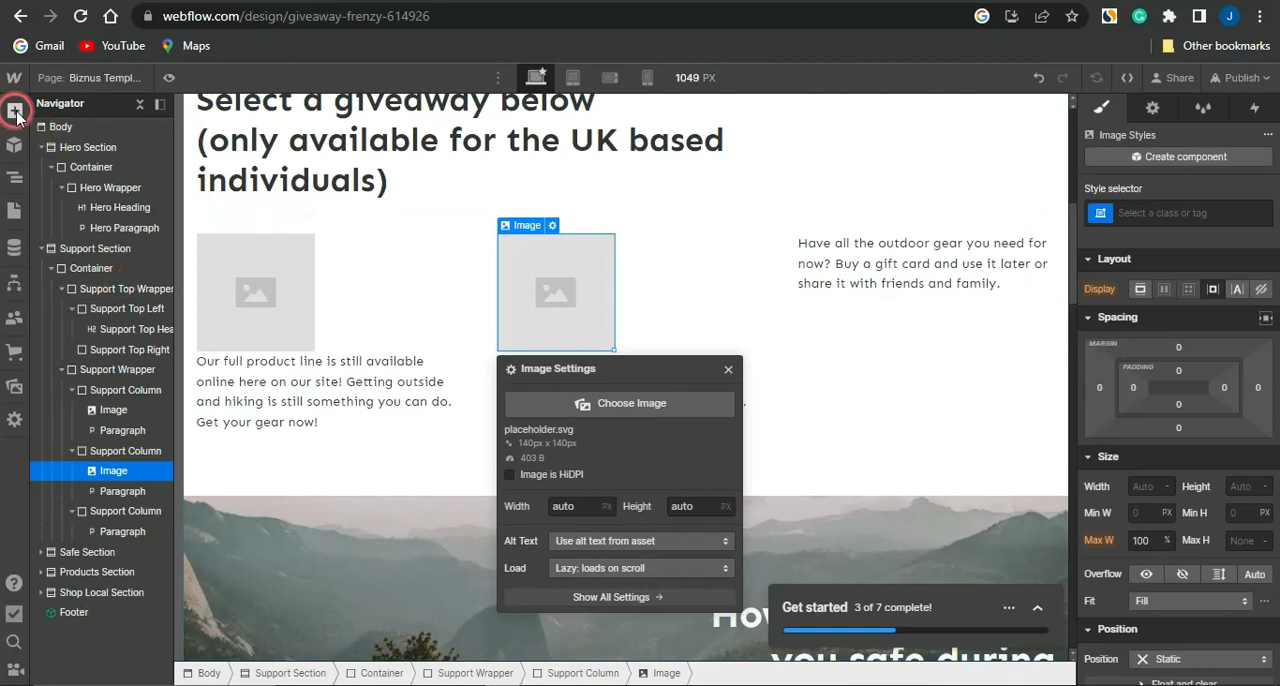 webflow.com/design/giveaway-frenzy-614926
J
Gmail YouTube Maps Other bookmarks
Page: Biznus Templ... 1049 PX Share Publish
Navigator
Body
Hero Section
Container
Hero Wrapper
H1 Hero Heading
P Hero Paragraph
Support Section
Container
Support Top Wrapper
Support Top Left
H2 Support Top Hea
Support Top Right
Support Wrapper
Support Column
Image
P Paragraph
Support Column
Image
P Paragraph
Support Column
P Paragraph
Safe Section
Products Section
Shop Local Section
Footer
Select a giveaway below
(only available for the UK based
individuals)
Image
Our full product line is still available
online here on our site! Getting outside
and hiking is still something you can do.
Get your gear now!
Have all the outdoor gear you need for
now? Buy a gift card and use it later or
share it with friends and family.
Image Settings
Choose Image
placeholder.svg
140px x 140px
403 B
Image is HiDPI
Width auto PX Height auto PX
Alt Text Use alt text from asset
Load Lazy: loads on scroll
Show All Settings
How
you safe during
Get started 3 of 7 complete!
Body Support Section Container Support Wrapper Support Column Image
Image Styles
Create component
Style selector
Select a class or tag
Layout
Display
Spacing
MARGIN 0
PADDING 0
0 0 0 0
0
0
Size
Width Auto - Height Auto -
Min W 0 PX Min H 0 PX
Max W 100 % Max H None -
Overflow Auto
Fit Fill
Position
Position Static
Float and clear